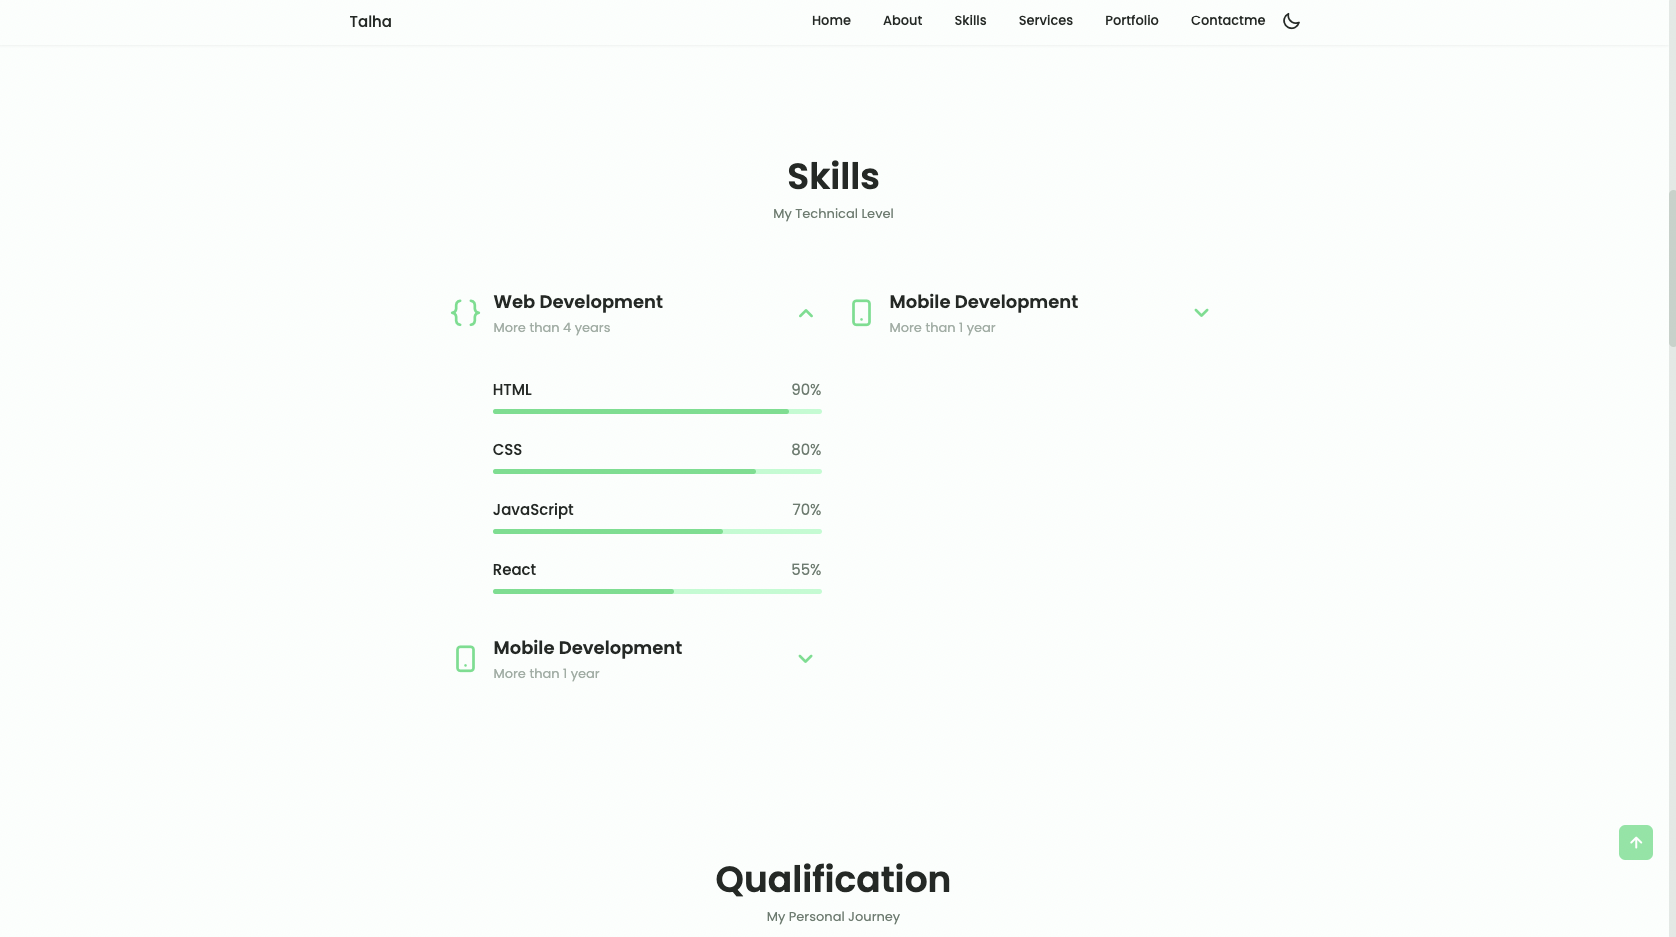 Talha
Home About Skills Services Portfolio Contactme
Skills
My Technical Level
Web Development
More than 4 years
HTML 90%
CSS 80%
JavaScript 70%
React 55%
Mobile Development
More than 1 year
Mobile Development
More than 1 year
Qualification
My Personal Journey